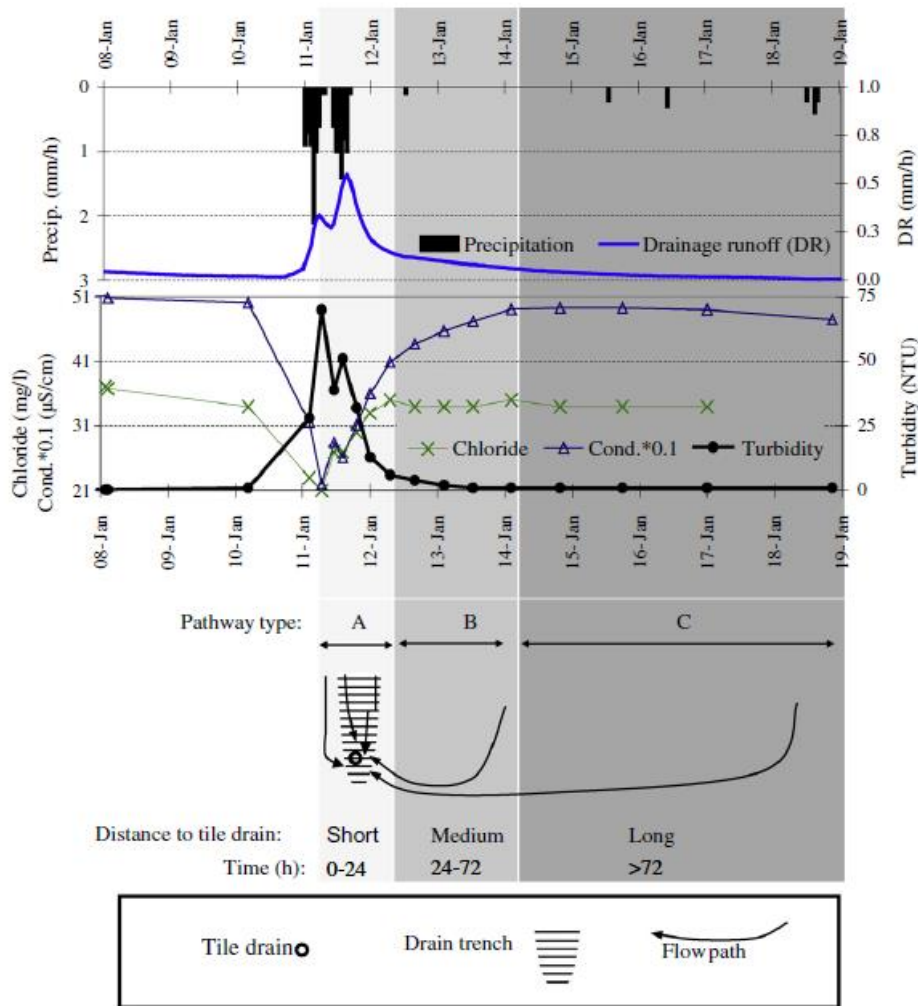 08-Jan 09-Jan 10-Jan 11-Jan 12-Jan 13-Jan 14-Jan 15-Jan 16-Jan 17-Jan 18-Jan 19-Jan
Precip. (mm/h)
0
1
2
3
DR (mm/h)
1.0
0.8
0.5
0.3
0.0
Precipitation Drainage runoff (DR)
Chloride (mg/l)
Cond.*0.1 (µS/cm)
51
41
31
21
Turbidity (NTU)
75
50
25
0
Chloride Cond.*0.1 Turbidity
08-Jan 09-Jan 10-Jan 11-Jan 12-Jan 13-Jan 14-Jan 15-Jan 16-Jan 17-Jan 18-Jan 19-Jan
Pathway type: A B C
Distance to tile drain: Short Medium Long
Time (h): 0-24 24-72 >72
Tile drain Drain trench Flowpath